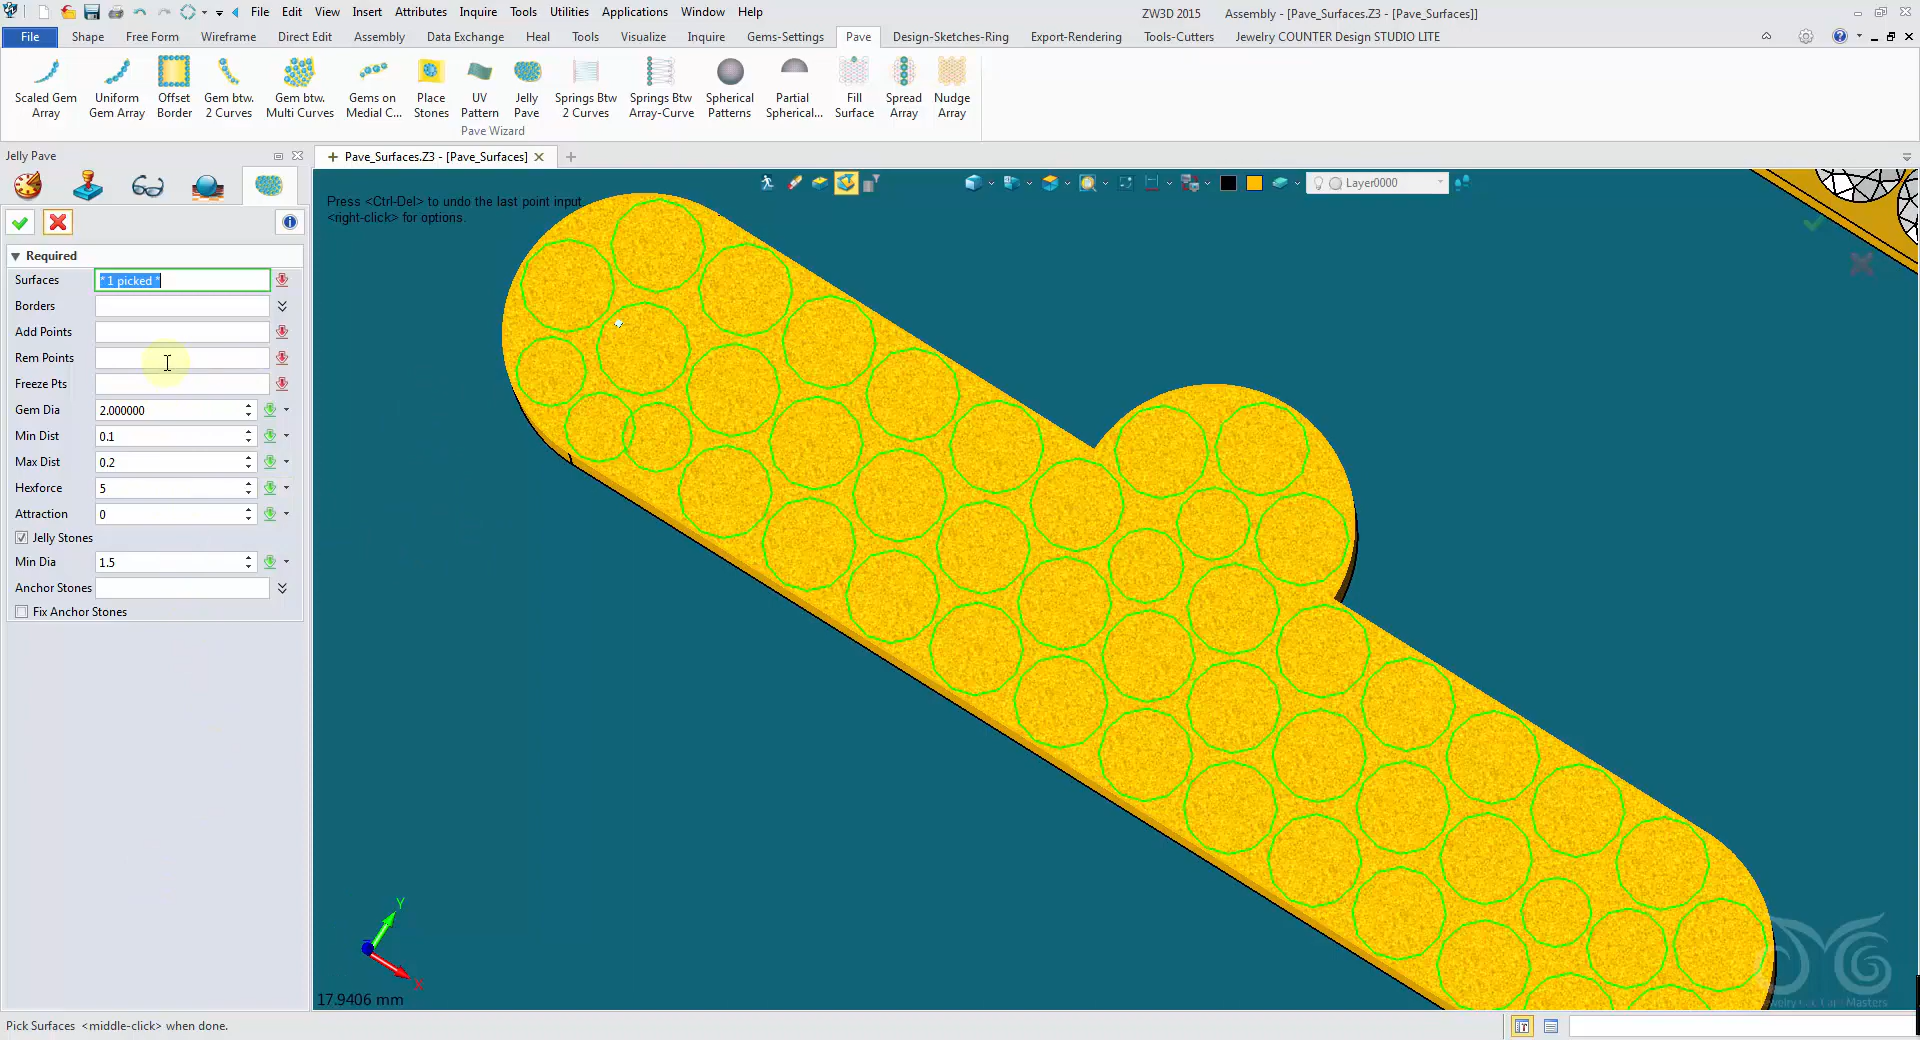 File Edit View Insert Attributes Inquire Tools Utilities Applications Window Help
ZW3D 2015 Assembly - [Pave_Surfaces.Z3 - [Pave_Surfaces]]
File Shape Free Form Wireframe Direct Edit Assembly Data Exchange Heal Tools Visualize Inquire Gems-Settings Pave Design-Sketches-Ring Export-Rendering Tools-Cutters Jewelry COUNTER Design STUDIO LITE
Scaled Gem Array
Uniform Gem Array
Offset Border
Gem btw. 2 Curves
Gem btw. Multi Curves
Gems on Medial C...
Place Stones
UV Pattern
Jelly Pave
Springs Btw 2 Curves
Springs Btw Array-Curve
Spherical Patterns
Partial Spherical...
Fill Surface
Spread Array
Nudge Array
Pave Wizard
Jelly Pave
Pave_Surfaces.Z3 - [Pave_Surfaces]
Layer0000
Press <Ctrl-Del> to undo the last point input.
<right-click> for options.
Required
Surfaces *1 picked *
Borders
Add Points
Rem Points
Freeze Pts
Gem Dia 2.000000
Min Dist 0.1
Max Dist 0.2
Hexforce 5
Attraction 0
Jelly Stones
Min Dia 1.5
Anchor Stones
Fix Anchor Stones
Y
X
17.9406 mm
Pick Surfaces <middle-click> when done.